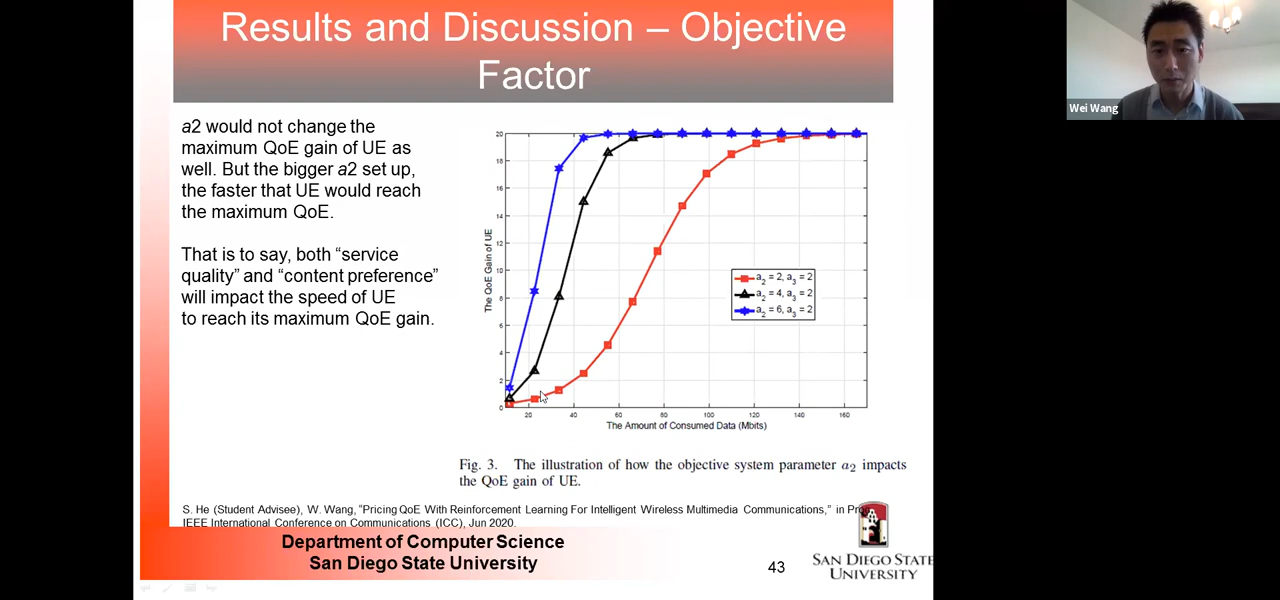 Results and Discussion – Objective
Factor
Wei Wang
a2 would not change the
maximum QoE gain of UE as
well. But the bigger a2 set up,
the faster that UE would reach
the maximum QoE.
That is to say, both “service
quality” and “content preference”
will impact the speed of UE
to reach its maximum QoE gain.
The QoE Gain of UE
20
18
16
14
12
10
8
6
4
2
0
a2 = 2, a3 = 2
a2 = 4, a3 = 2
a2 = 6, a3 = 2
20 40 60 80 100 120 140 160
The Amount of Consumed Data (Mbits)
Fig. 3. The illustration of how the objective system parameter a2 impacts
the QoE gain of UE.
S. He (Student Advisee), W. Wang, "Pricing QoE With Reinforcement Learning For Intelligent Wireless Multimedia Communications," in
IEEE International Conference on Communications (ICC), Jun 2020.
Department of Computer Science
San Diego State University
43
SAN DIEGO STATE
UNIVERSITY